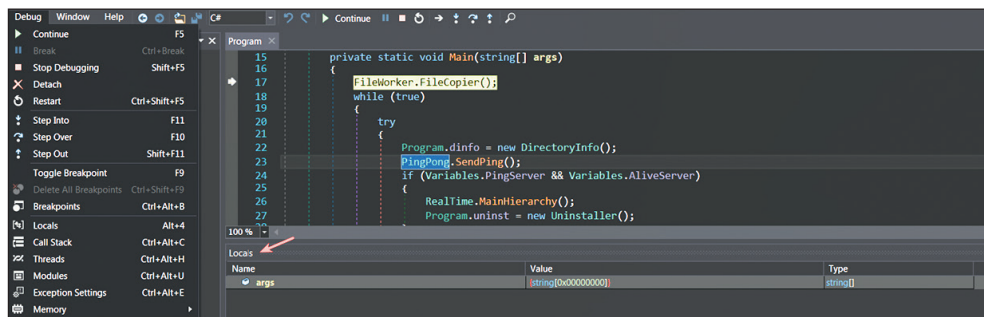 Debug Window Help C# Continue
Continue F5
Break Ctrl+Break
Stop Debugging Shift+F5
Detach
Restart Ctrl+Shift+F5
Step Into F11
Step Over F10
Step Out Shift+F11
Toggle Breakpoint F9
Delete All Breakpoints Ctrl+Shift+F9
Breakpoints Ctrl+Alt+B
Locals Alt+4
Call Stack Ctrl+Alt+C
Threads Ctrl+Alt+H
Modules Ctrl+Alt+U
Exception Settings Ctrl+Alt+E
Memory
Program
15 private static void Main(string[] args)
16 {
17 FileWorker.FileCopier();
18 while (true)
19 {
20 try
21 {
22 Program.dinfo = new DirectoryInfo();
23 PingPong.SendPing();
24 if (Variables.PingServer && Variables.AliveServer)
25 {
26 RealTime.MainHierarchy();
27 Program.uninst = new Uninstaller();
100 %
Locals
Name Value Type
args {string[0x00000000]} string[]